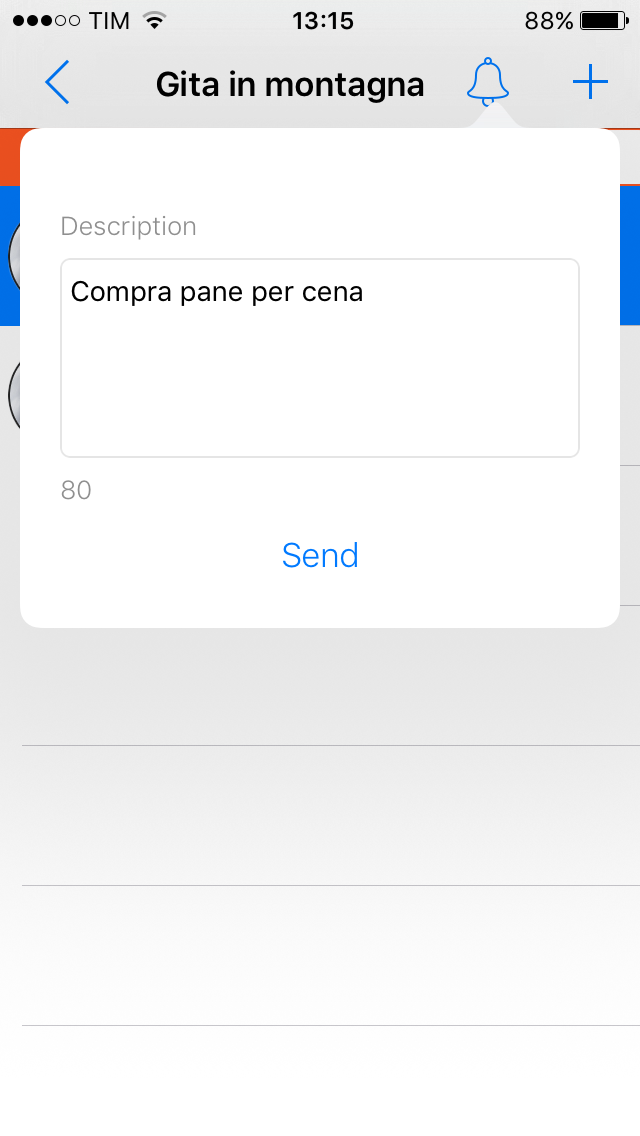 TIM 13:15 88%
Gita in montagna
Description
Compra pane per cena
80
Send